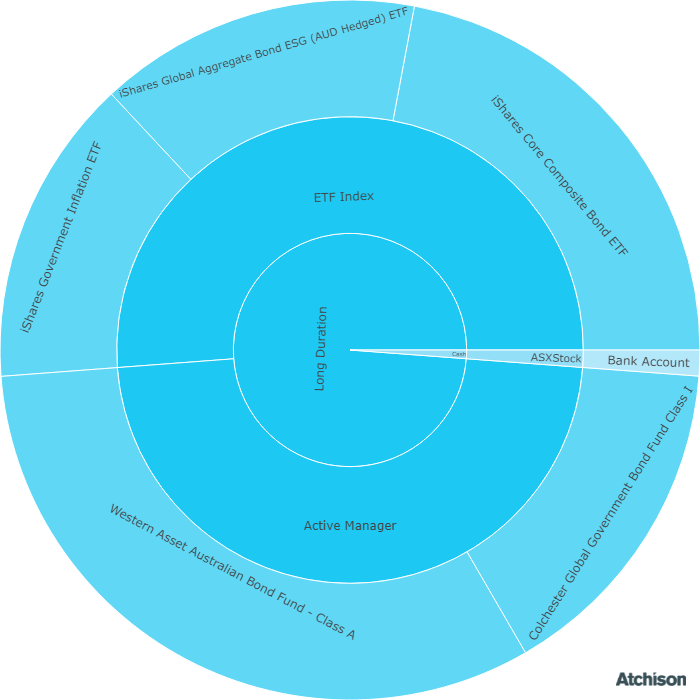 iShares Global Aggregate Bond ESG (AUD Hedged) ETF
iShares Core Composite Bond ETF
iShares Government Inflation ETF
ETF Index
Long Duration
Cash
ASXStock
Bank Account
Active Manager
Western Asset Australian Bond Fund - Class A
Colchester Global Government Bond Fund Class I
Atchison